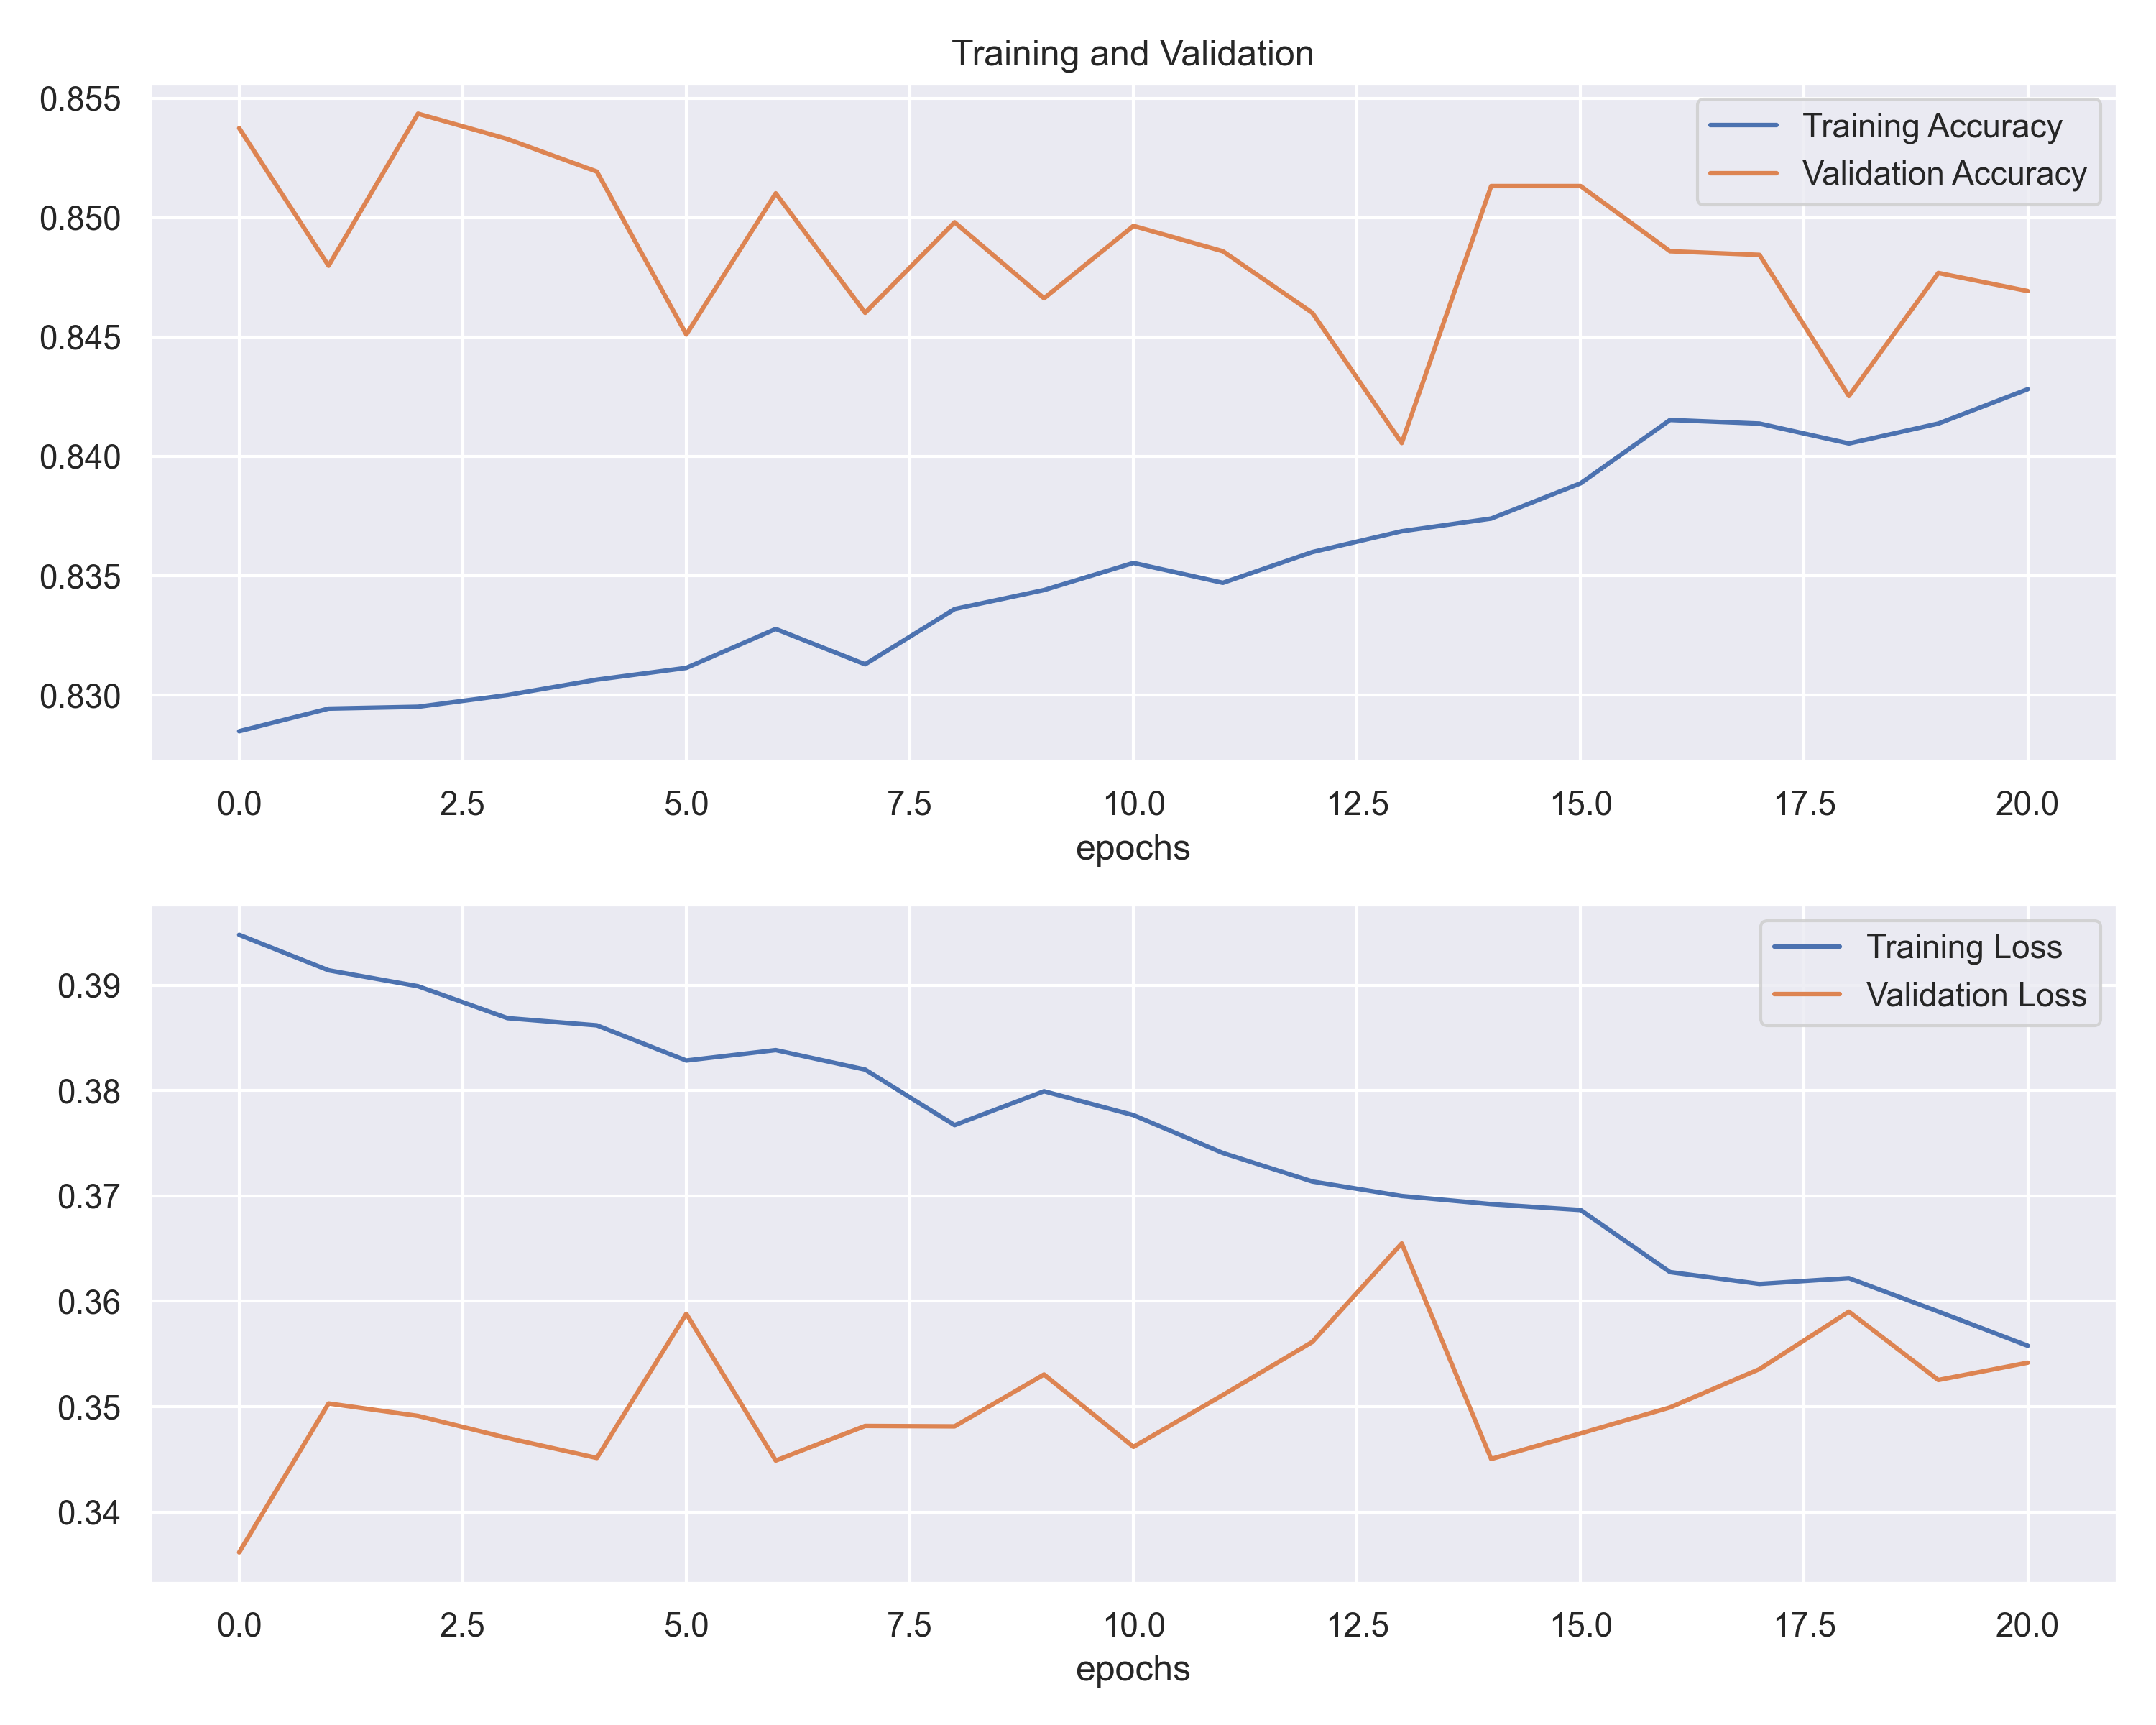 Training and Validation
0.855
0.850
0.845
0.840
0.835
0.830
Training Accuracy
Validation Accuracy
0.0 2.5 5.0 7.5 10.0 12.5 15.0 17.5 20.0
epochs
0.39
0.38
0.37
0.36
0.35
0.34
Training Loss
Validation Loss
0.0 2.5 5.0 7.5 10.0 12.5 15.0 17.5 20.0
epochs